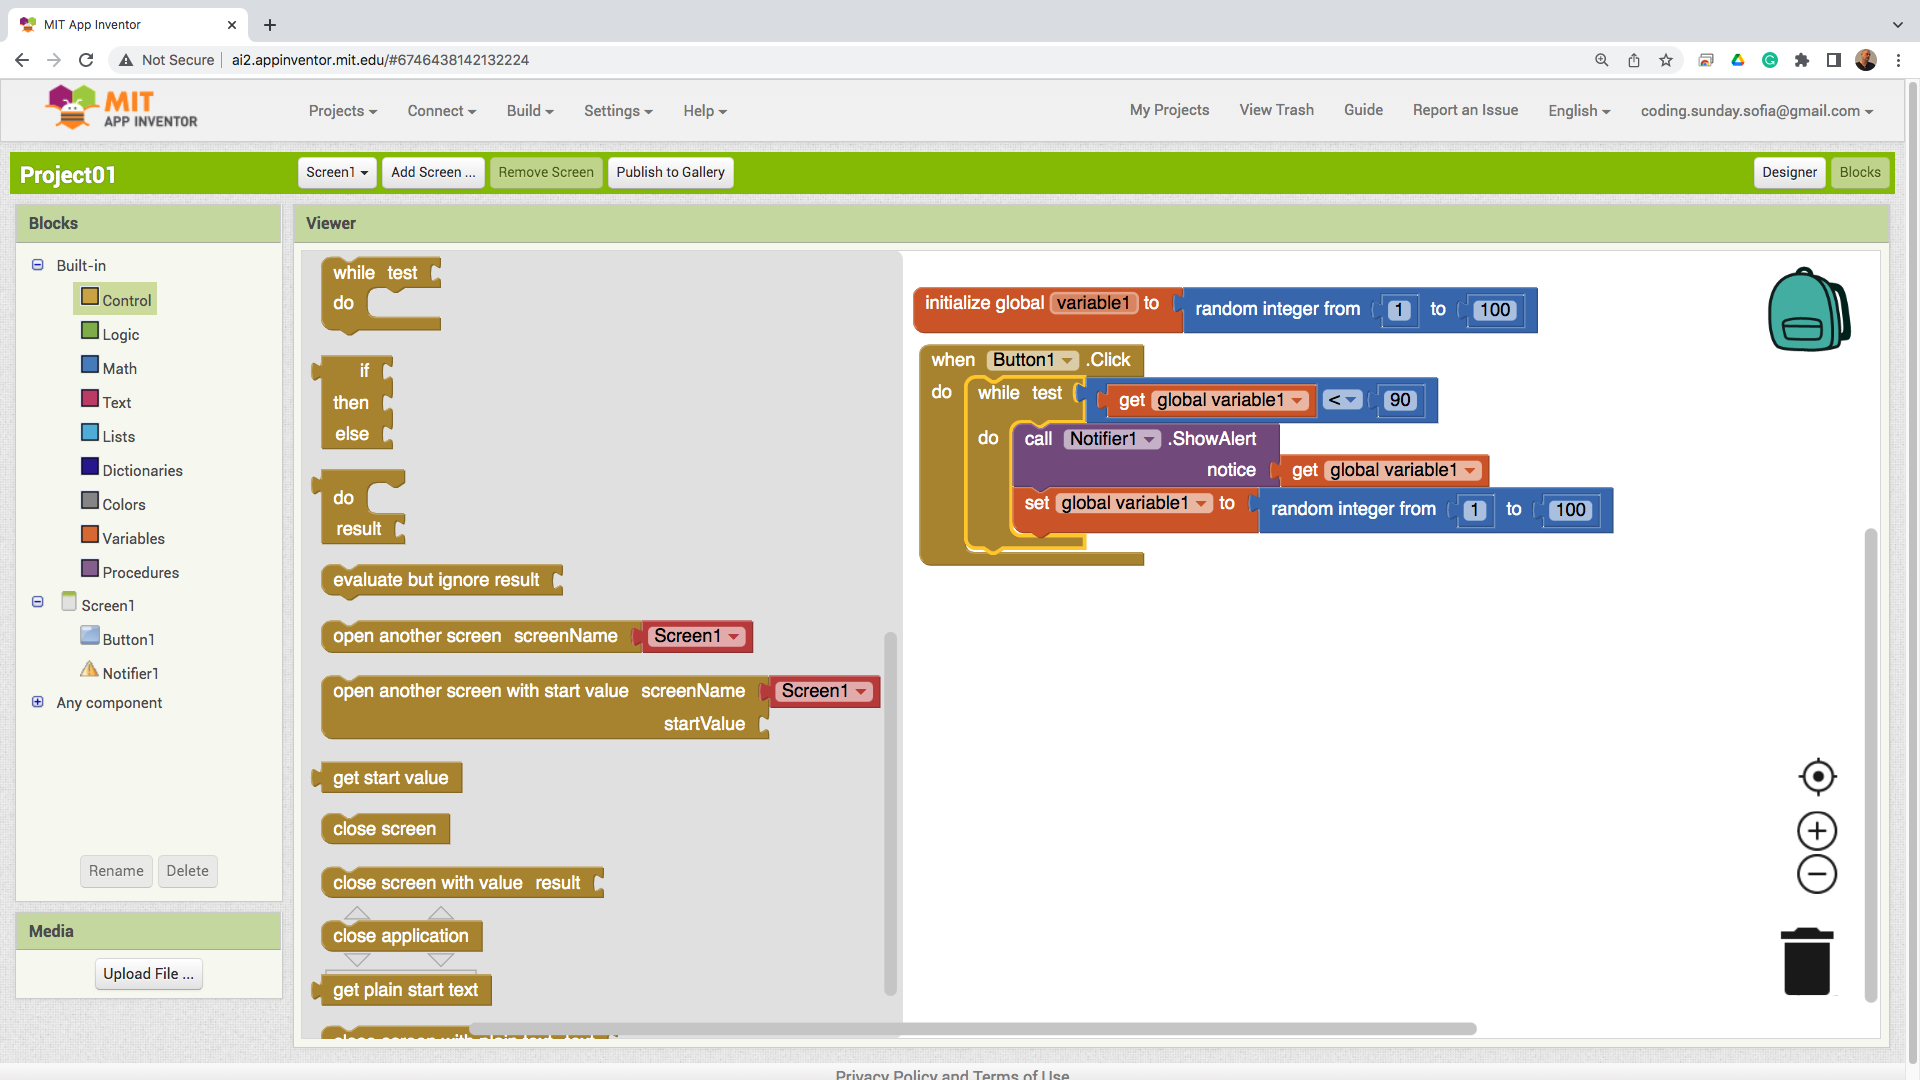 MIT App Inventor
Not Secure
ai2.appinventor.mit.edu/#6746438142132224
MIT
APP INVENTOR
Projects
Connect
Build
Settings
Help
My Projects
View Trash
Guide
Report an Issue
English
coding.sunday.sofia@gmail.com
Project01
Screen1
Add Screen ...
Remove Screen
Publish to Gallery
Designer
Blocks
Blocks
Built-in
Control
Logic
Math
Text
Lists
Dictionaries
Colors
Variables
Procedures
Screen1
Button1
Notifier1
Any component
Rename
Delete
Media
Upload File ...
Viewer
while test
do
if
then
else
do
result
evaluate but ignore result
open another screen screenName Screen1
open another screen with start value screenName Screen1
startValue
get start value
close screen
close screen with value result
close application
get plain start text
close screen with plain text text
initialize global variable1 to random integer from 1 to 100
when Button1 .Click
do while test get global variable1 < 90
do call Notifier1 .ShowAlert
notice get global variable1
set global variable1 to random integer from 1 to 100
Privacy Policy and Terms of Use